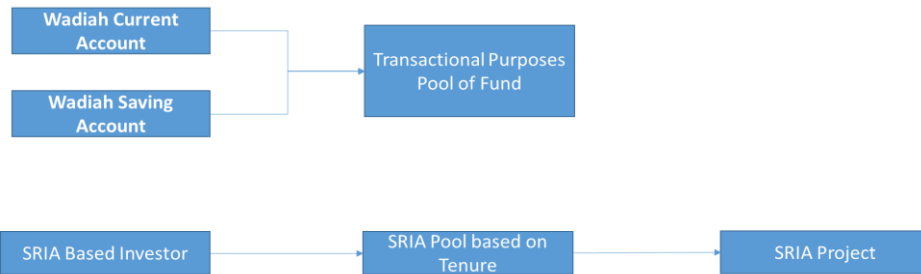 Wadiah Current
Account
Transactional Purposes
Pool of Fund
Wadiah Saving
Account
SRIA Based Investor
SRIA Pool based on
Tenure
SRIA Project